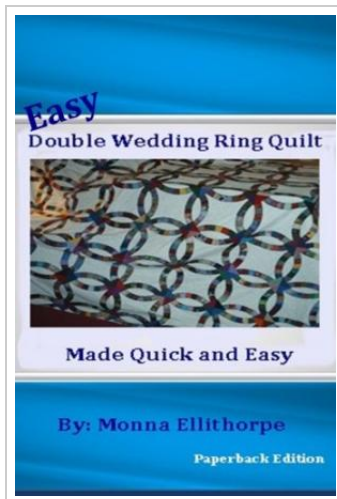 Easy
Double Wedding Ring Quilt
Made Quick and Easy
By: Monna Ellithorpe
Paperback Edition